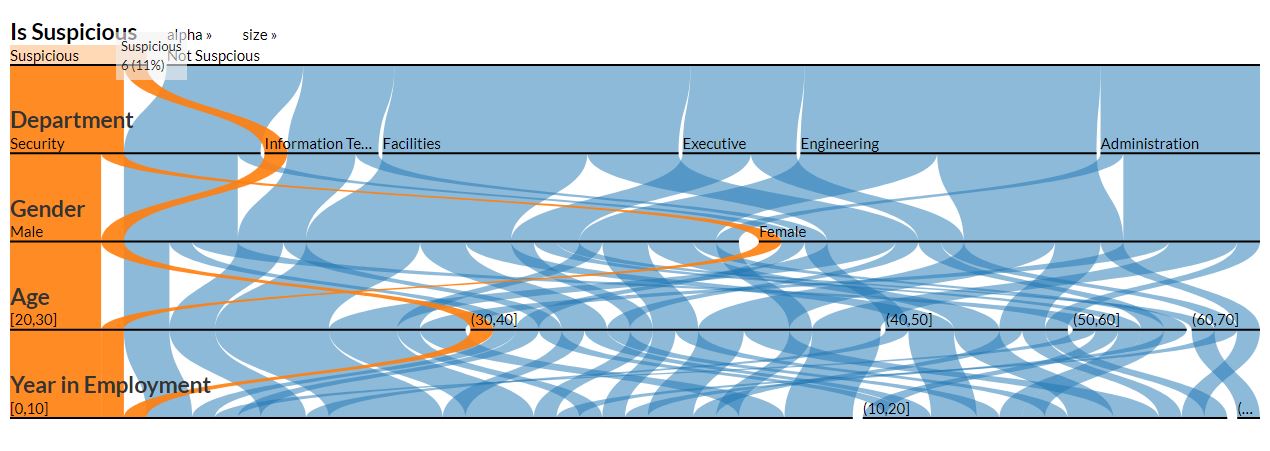 Is Suspicious alpha » size »
Suspicious
6 (11%)
Suspicious Not Suspcious
Department
Security Information Te... Facilities Executive Engineering Administration
Gender
Male Female
Age
[20,30] (30,40] (40,50] (50,60] (60,70]
Year in Employment
[0,10] (10,20] (...